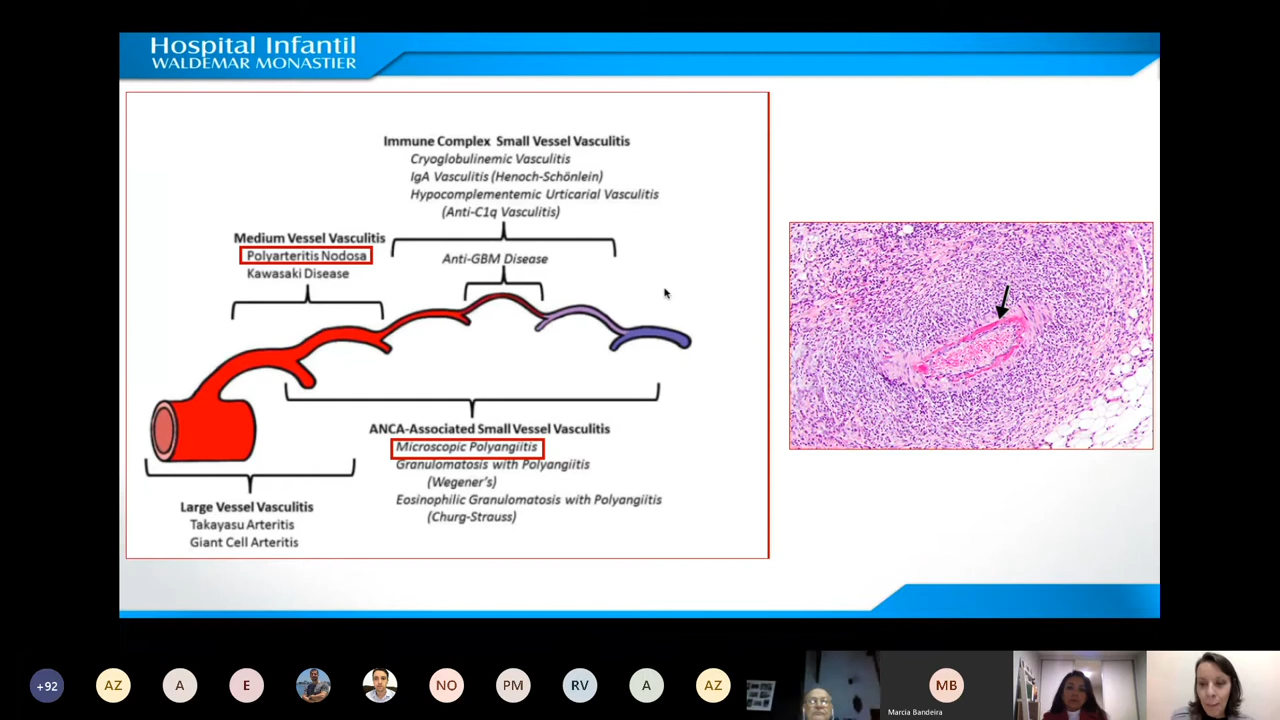 Hospital Infantil
WALDEMAR MONASTIER
Immune Complex Small Vessel Vasculitis
Cryoglobulinemic Vasculitis
IgA Vasculitis (Henoch-Schönlein)
Hypocomplementemic Urticarial Vasculitis
(Anti-C1q Vasculitis)
Medium Vessel Vasculitis
Polyarteritis Nodosa
Kawasaki Disease
Anti-GBM Disease
ANCA-Associated Small Vessel Vasculitis
Microscopic Polyangiitis
Granulomatosis with Polyangiitis
(Wegener's)
Eosinophilic Granulomatosis with Polyangiitis
(Churg-Strauss)
Large Vessel Vasculitis
Takayasu Arteritis
Giant Cell Arteritis
+92
AZ
A
E
NO
PM
RV
A
AZ
MB
Marcia Bandeira